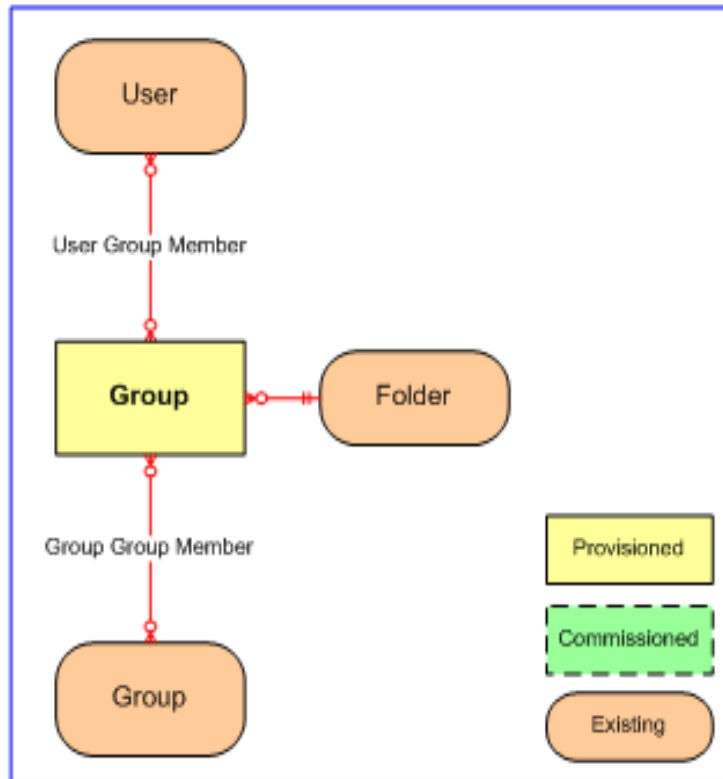 User
User Group Member
Group
Folder
Group Group Member
Group
Provisioned
Commissioned
Existing